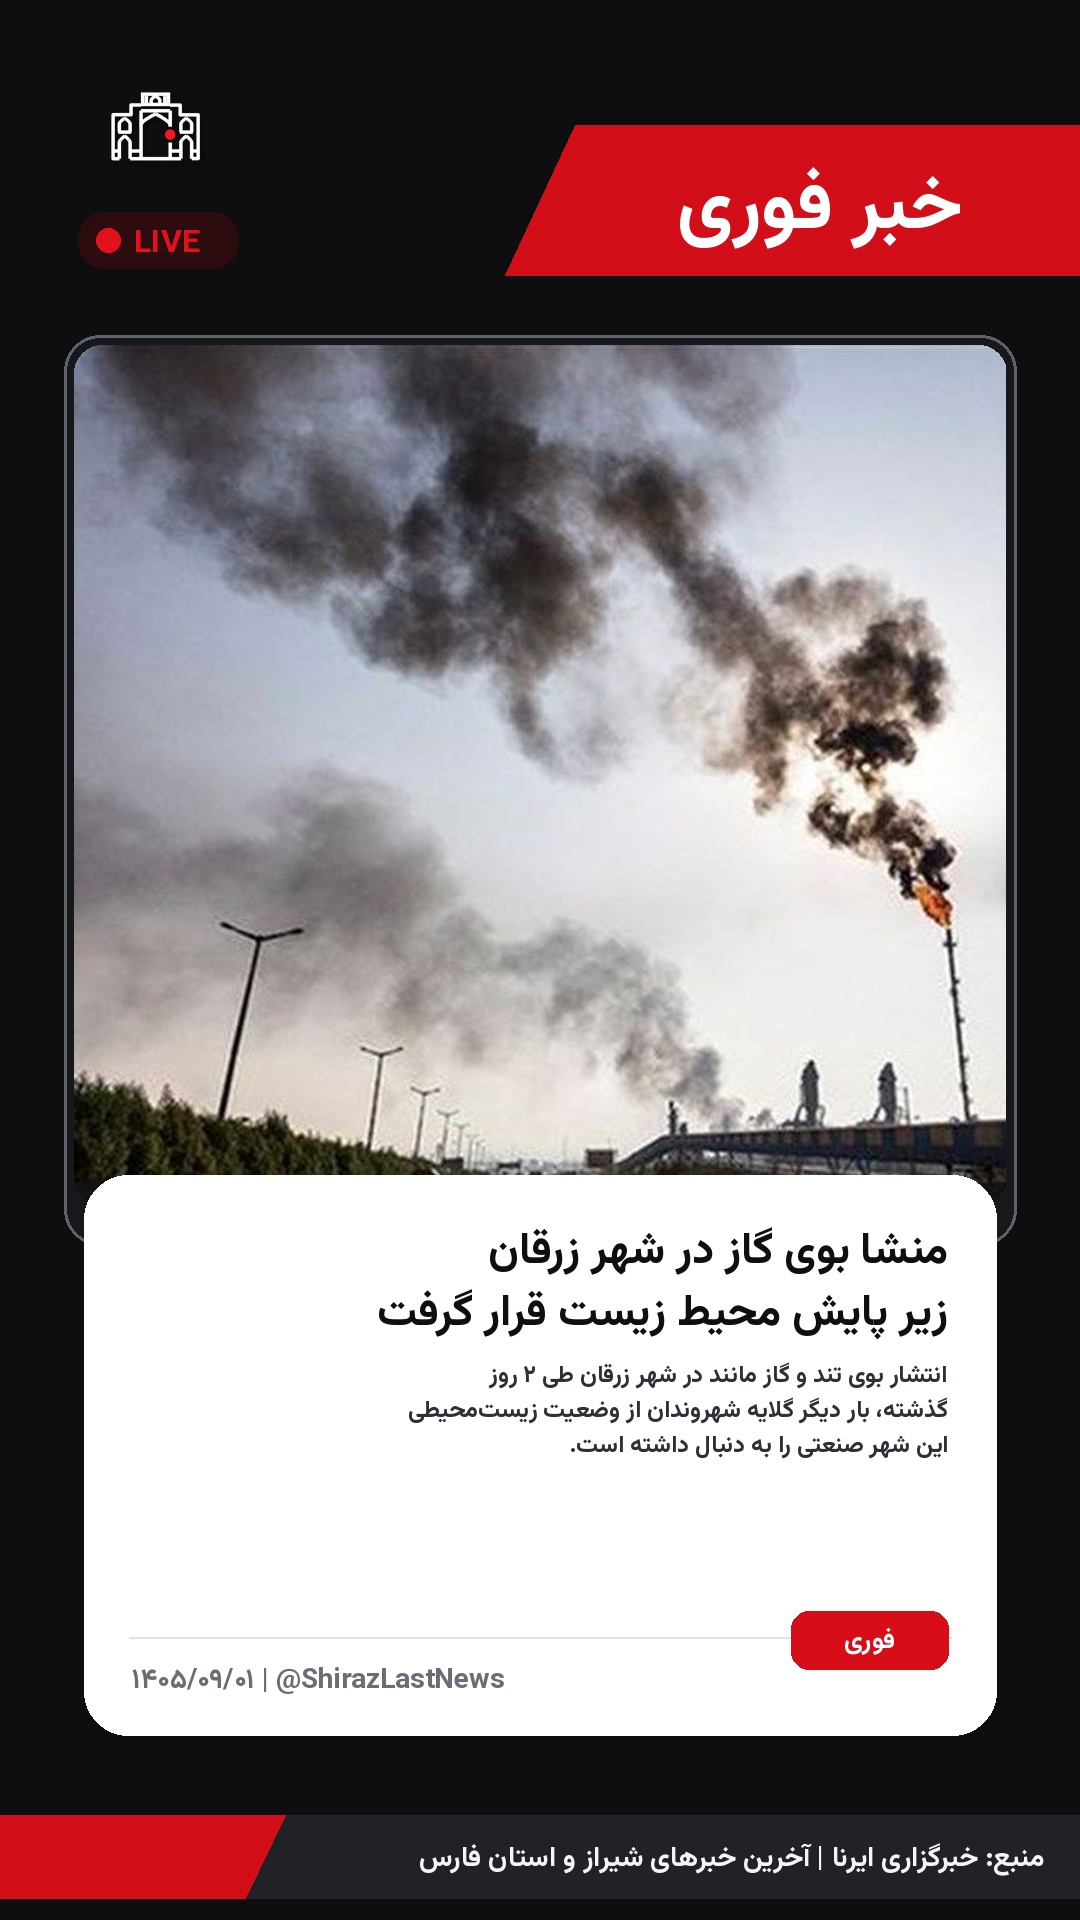 LIVE
خبر فوری
منشا بوی گاز در شهر زرقان
زیر پایش محیط زیست قرار گرفت
انتشار بوی تند و گاز مانند در شهر زرقان طی ۲ روز
گذشته، بار دیگر گلایه شهروندان از وضعیت زیست‌محیطی
این شهر صنعتی را به دنبال داشته است.
فوری
۱۴۰۵/۰۹/۰۱ | @ShirazLastNews
منبع: خبرگزاری ایرنا | آخرین خبرهای شیراز و استان فارس